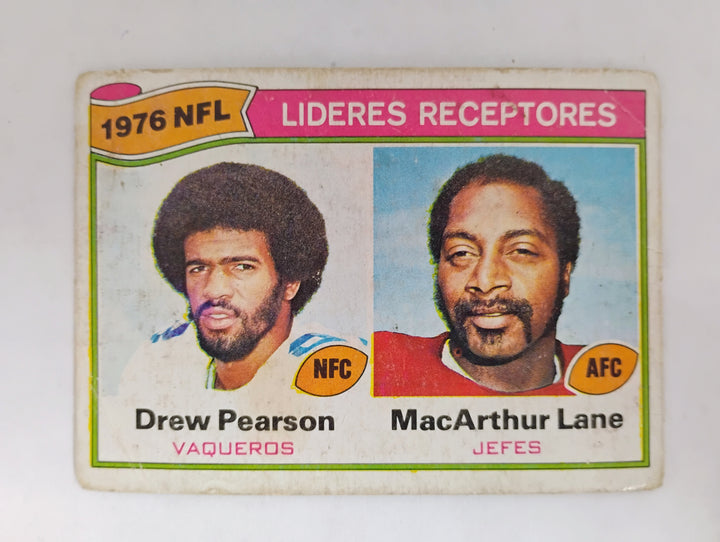 1976 NFL
LIDERES RECEPTORES
NFC
AFC
Drew Pearson
MacArthur Lane
VAQUEROS
JEFES